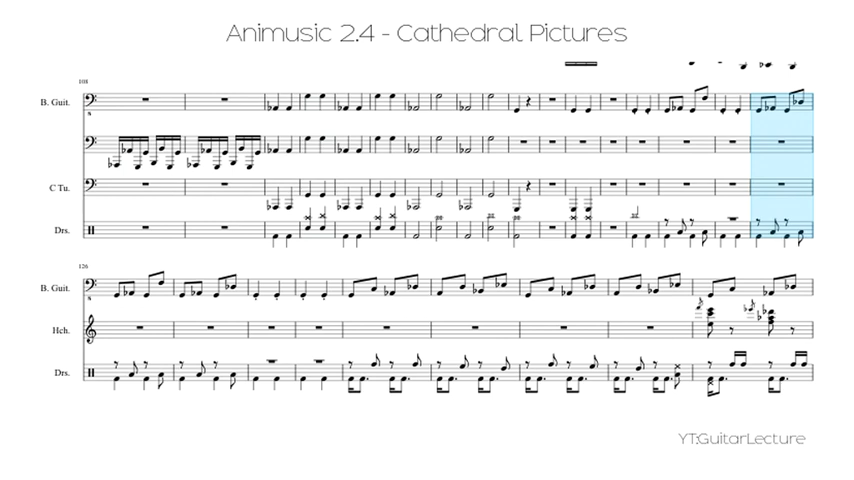 Animusic 2.4 - Cathedral Pictures
108
B. Guit.
C Tu.
Drs.
126
B. Guit.
Hch.
Drs.
YT:GuitarLecture